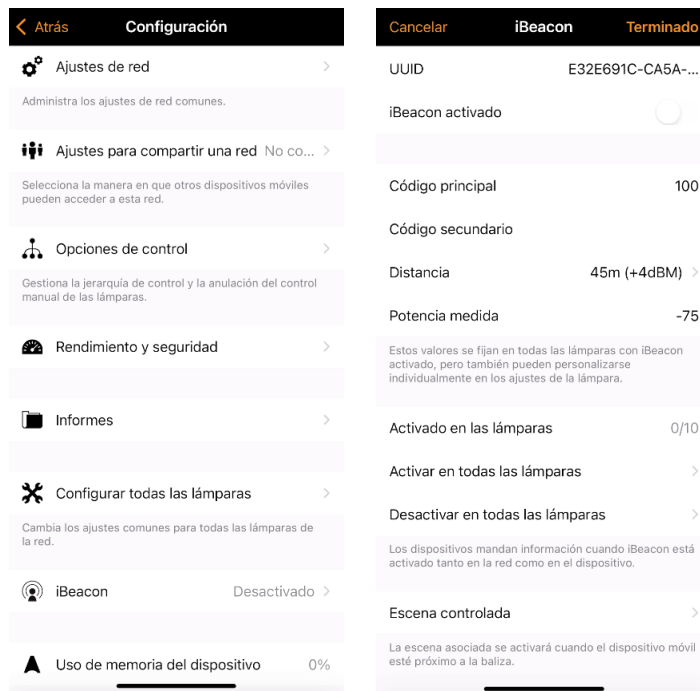 Atrás
Configuración
Ajustes de red
Administra los ajustes de red comunes.
Ajustes para compartir una red No co...
Selecciona la manera en que otros dispositivos móviles
pueden acceder a esta red.
Opciones de control
Gestiona la jerarquía de control y la anulación del control
manual de las lámparas.
Rendimiento y seguridad
Informes
Configurar todas las lámparas
Cambia los ajustes comunes para todas las lámparas de
la red.
iBeacon Desactivado
Uso de memoria del dispositivo 0%
Cancelar iBeacon Terminado
UUID E32E691C-CA5A-...
iBeacon activado
Código principal 100
Código secundario
Distancia 45m (+4dBM)
Potencia medida -75
Estos valores se fijan en todas las lámparas con iBeacon
activado, pero también pueden personalizarse
individualmente en los ajustes de la lámpara.
Activado en las lámparas 0/10
Activar en todas las lámparas
Desactivar en todas las lámparas
Los dispositivos mandan información cuando iBeacon está
activado tanto en la red como en el dispositivo.
Escena controlada
La escena asociada se activará cuando el dispositivo móvil
esté próximo a la baliza.